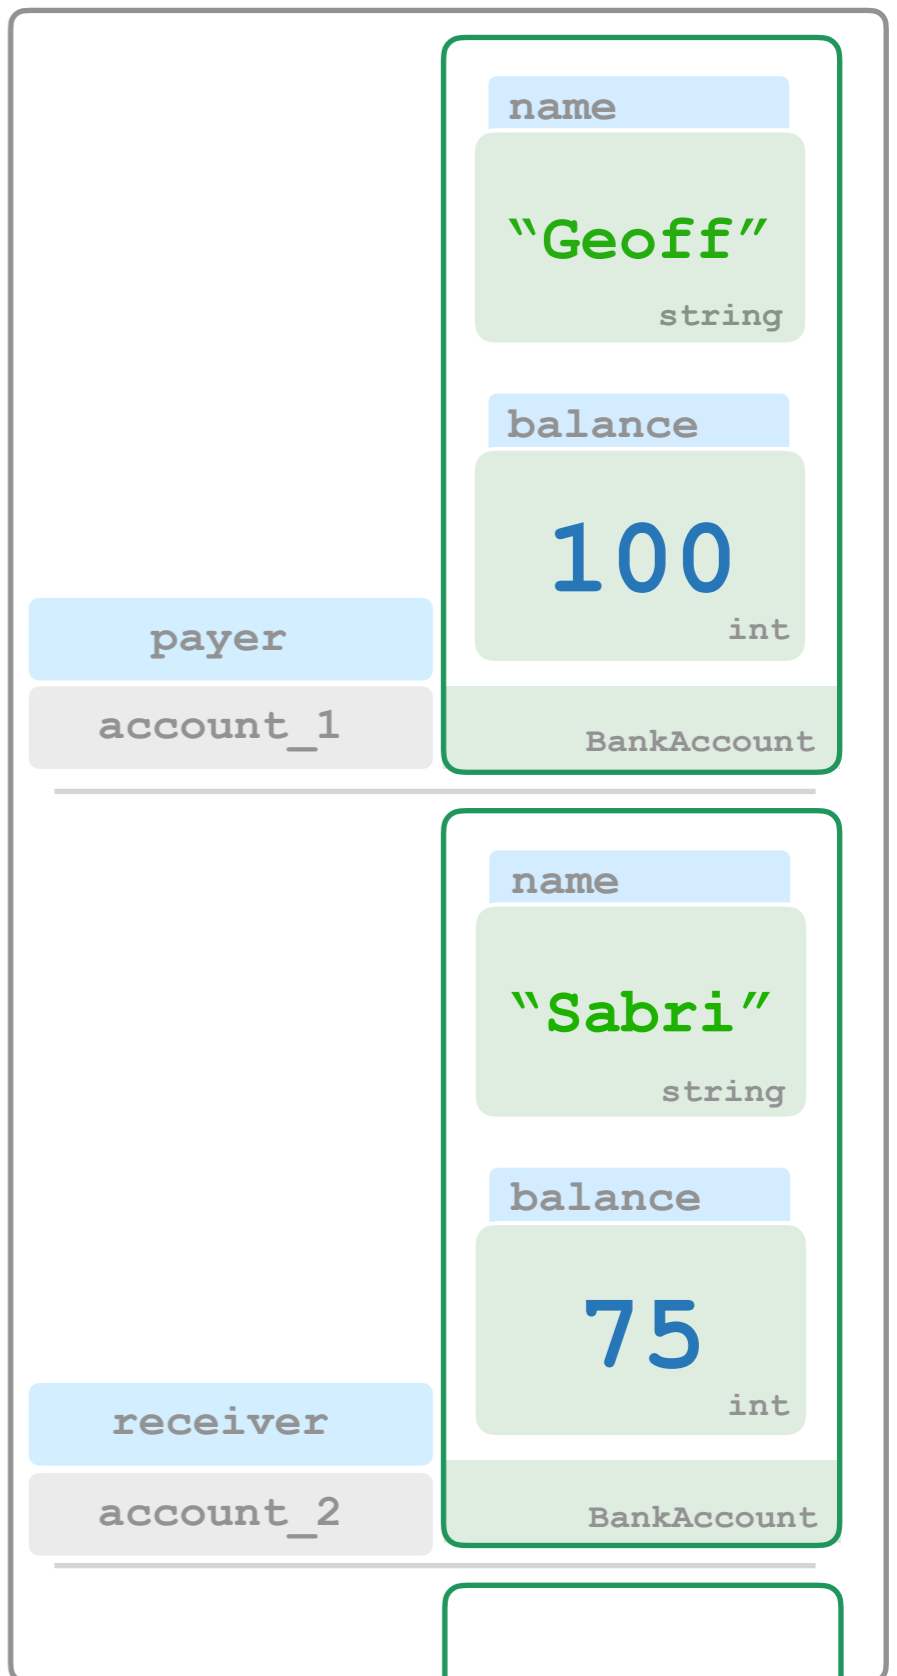 name
“Geoff”
string
balance
100
int
payer
account_1
BankAccount
name
“Sabri”
string
balance
75
int
receiver
account_2
BankAccount